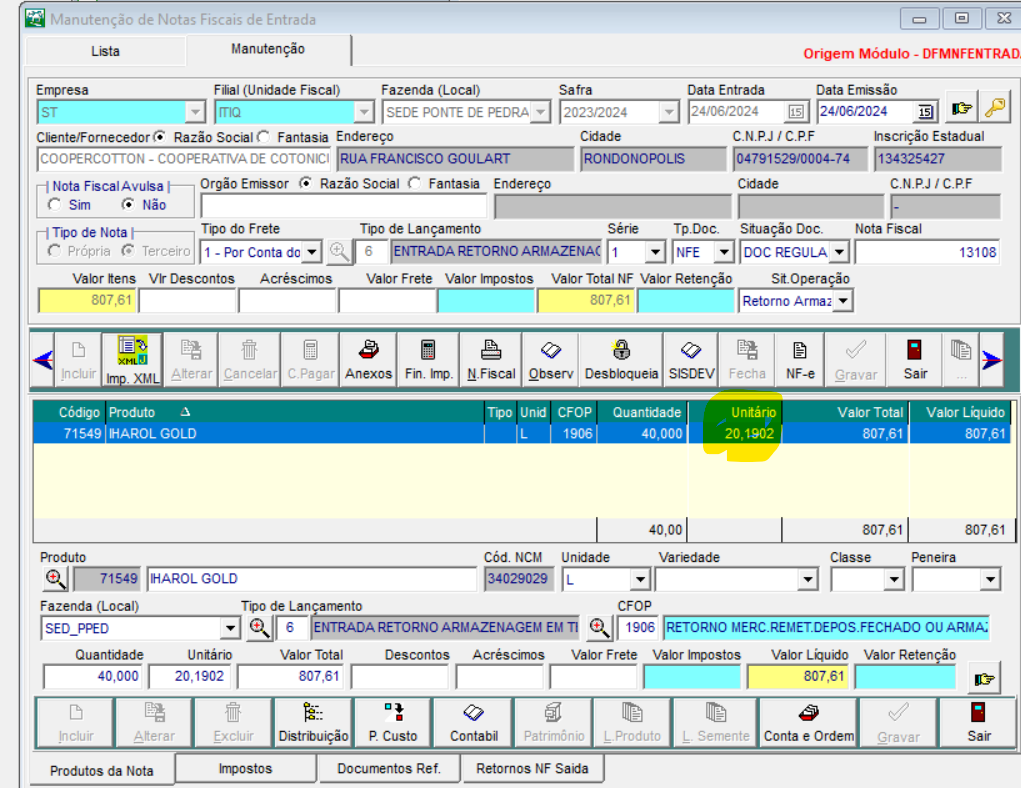 Manutenção de Notas Fiscais de Entrada
Lista Manutenção Origem Módulo - DFMNFENTRADA
Empresa Filial (Unidade Fiscal) Fazenda (Local) Safra Data Entrada Data Emissão
ST ITIQ SEDE PONTE DE PEDRA 2023/2024 24/06/2024 15 24/06/2024 15
Cliente/Fornecedor Razão Social Fantasia Endereço Cidade C.N.P.J / C.P.F Inscrição Estadual
COOPERCOTTON - COOPERATIVA DE COTONICI RUA FRANCISCO GOULART RONDONOPOLIS 04791529/0004-74 134325427
Nota Fiscal Avulsa Orgão Emissor Razão Social Fantasia Endereço Cidade C.N.P.J / C.P.F
Sim Não -
Tipo de Nota Tipo do Frete Tipo de Lançamento Série Tp.Doc. Situação Doc. Nota Fiscal
Própria Terceiro 1 - Por Conta do 6 ENTRADA RETORNO ARMAZENAG 1 NFE DOC REGULA 13108
Valor Itens Vlr Descontos Acréscimos Valor Frete Valor Impostos Valor Total NF Valor Retenção Sit.Operação
807,61 807,61 Retorno Armaz
Incluir Imp. XML Alterar Cancelar C.Pagar Anexos Fin. Imp. N.Fiscal Observ Desbloqueia SISDEV Fecha NF-e Gravar Sair ...
Código Produto Tipo Unid CFOP Quantidade Unitário Valor Total Valor Líquido
71549 IHAROL GOLD L 1906 40,000 20,1902 807,61 807,61
40,00 807,61 807,61
Produto Cód. NCM Unidade Variedade Classe Peneira
71549 IHAROL GOLD 34029029 L
Fazenda (Local) Tipo de Lançamento CFOP
SED_PPED 6 ENTRADA RETORNO ARMAZENAGEM EM TI 1906 RETORNO MERC.REMET.DEPOS.FECHADO OU ARMAZ
Quantidade Unitário Valor Total Descontos Acréscimos Valor Frete Valor Impostos Valor Líquido Valor Retenção
40,000 20,1902 807,61 807,61
Incluir Alterar Excluir Distribuição P. Custo Contabil Patrimônio L.Produto L. Semente Conta e Ordem Gravar Sair
Produtos da Nota Impostos Documentos Ref. Retornos NF Saida